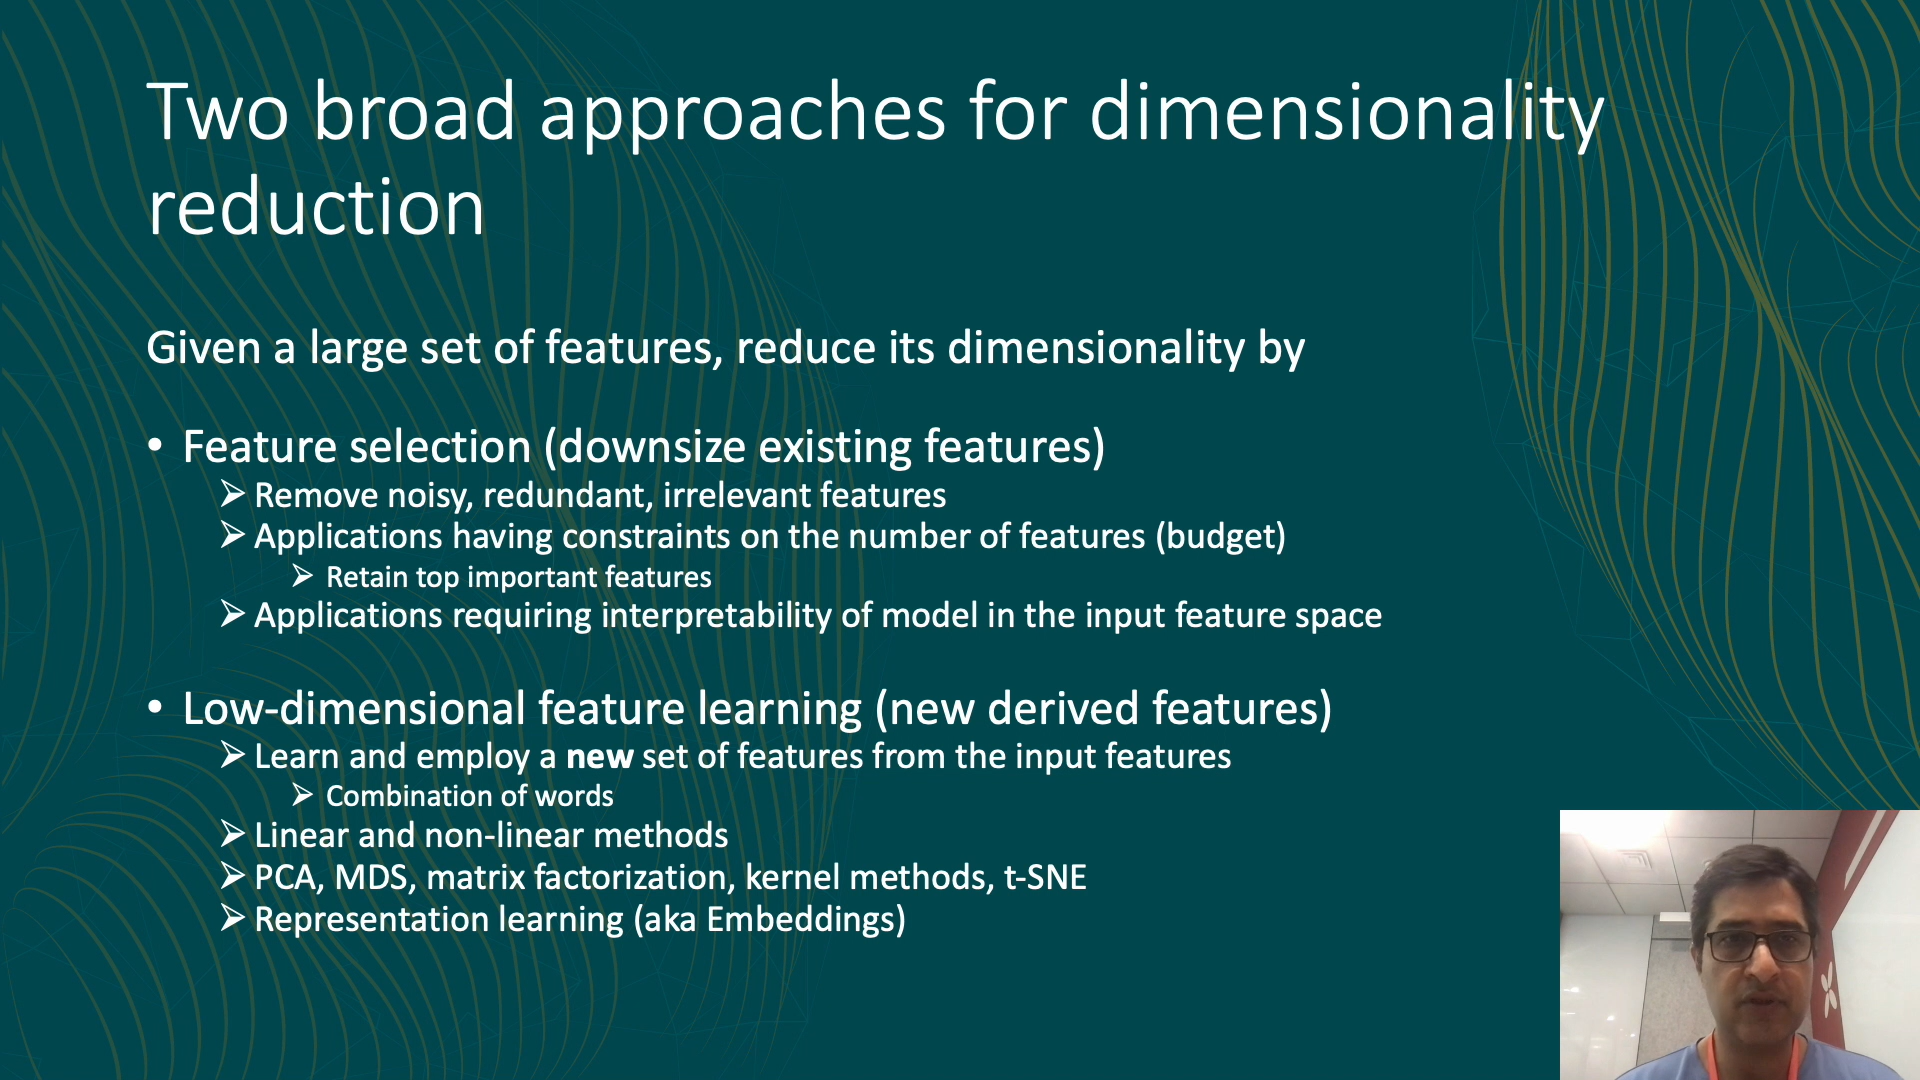 Two broad approaches for dimensionality
reduction
Given a large set of features, reduce its dimensionality by
• Feature selection (downsize existing features)
➢ Remove noisy, redundant, irrelevant features
➢ Applications having constraints on the number of features (budget)
➢ Retain top important features
➢ Applications requiring interpretability of model in the input feature space
• Low-dimensional feature learning (new derived features)
➢ Learn and employ a new set of features from the input features
➢ Combination of words
➢ Linear and non-linear methods
➢ PCA, MDS, matrix factorization, kernel methods, t-SNE
➢ Representation learning (aka Embeddings)